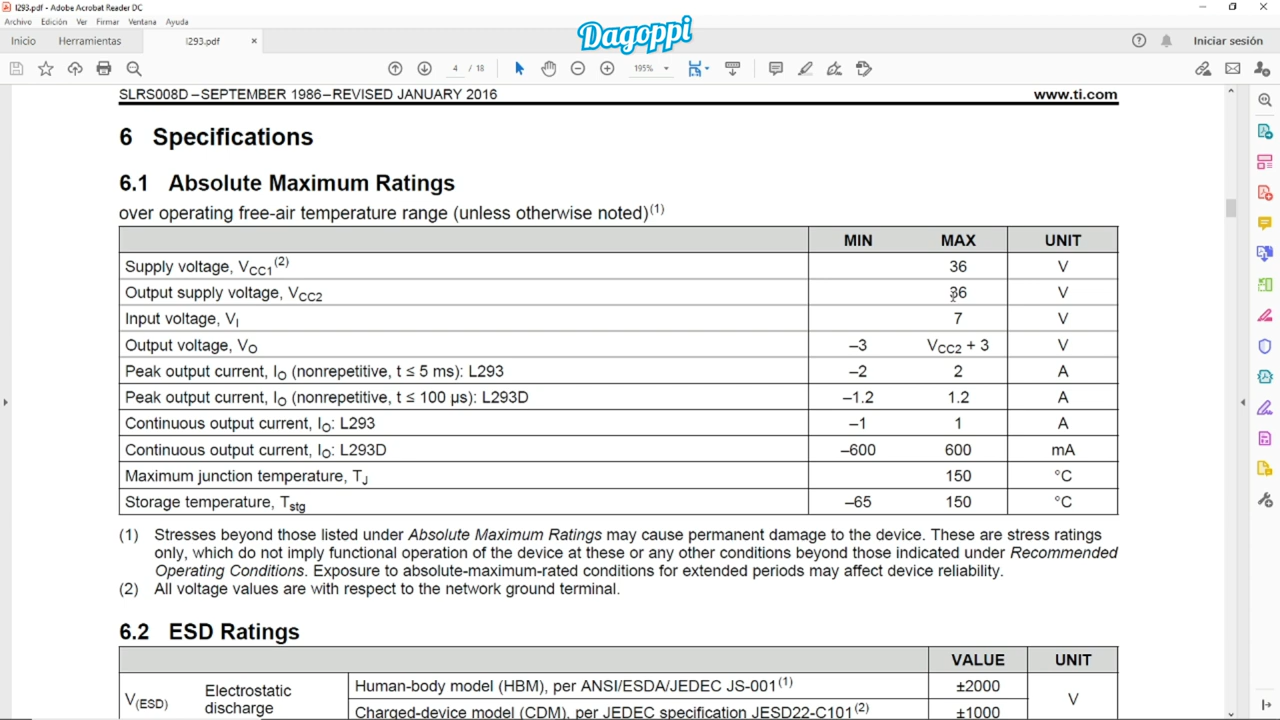 l293.pdf - Adobe Acrobat Reader DC
Archivo Edición Ver Firmar Ventana Ayuda
Dagoppi
Inicio Herramientas l293.pdf × Iniciar sesión
4 / 18 195%
SLRS008D –SEPTEMBER 1986–REVISED JANUARY 2016 www.ti.com
6 Specifications
6.1 Absolute Maximum Ratings
over operating free-air temperature range (unless otherwise noted)(1)
MIN MAX UNIT
Supply voltage, VCC1(2) 36 V
Output supply voltage, VCC2 36 V
Input voltage, VI 7 V
Output voltage, VO –3 VCC2 + 3 V
Peak output current, IO (nonrepetitive, t ≤ 5 ms): L293 –2 2 A
Peak output current, IO (nonrepetitive, t ≤ 100 µs): L293D –1.2 1.2 A
Continuous output current, IO: L293 –1 1 A
Continuous output current, IO: L293D –600 600 mA
Maximum junction temperature, TJ 150 °C
Storage temperature, Tstg –65 150 °C
(1) Stresses beyond those listed under Absolute Maximum Ratings may cause permanent damage to the device. These are stress ratings
only, which do not imply functional operation of the device at these or any other conditions beyond those indicated under Recommended
Operating Conditions. Exposure to absolute-maximum-rated conditions for extended periods may affect device reliability.
(2) All voltage values are with respect to the network ground terminal.
6.2 ESD Ratings
VALUE UNIT
V(ESD) Electrostatic discharge Human-body model (HBM), per ANSI/ESDA/JEDEC JS-001(1) ±2000 V
Charged-device model (CDM), per JEDEC specification JESD22-C101(2) ±1000